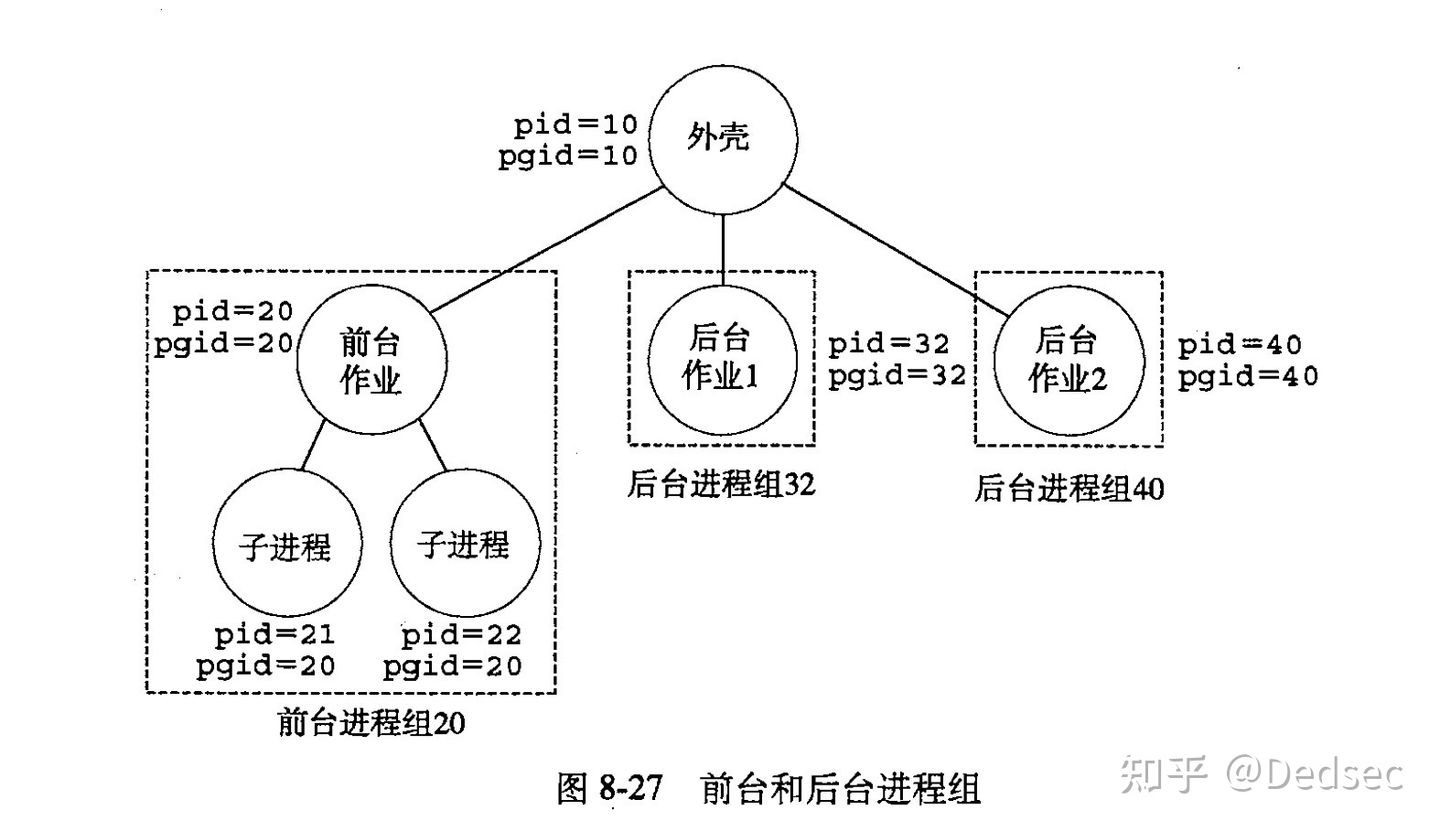 pid=10
pgid=10
外壳
pid=20
pgid=20
前台
作业
后台
作业1
pid=32
pgid=32
后台
作业2
pid=40
pgid=40
后台进程组32
后台进程组40
子进程
子进程
pid=21
pgid=20
pid=22
pgid=20
前台进程组20
图 8-27 前台和后台进程组
知乎 @Dedsec